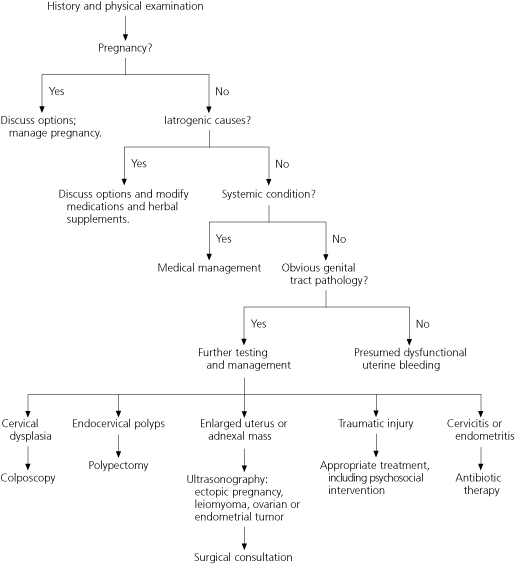 History and physical examination
Pregnancy?
Yes
No
Discuss options;
manage pregnancy.
Iatrogenic causes?
Yes
No
Discuss options and modify
medications and herbal
supplements.
Systemic condition?
Yes
No
Medical management
Obvious genital
tract pathology?
Yes
No
Further testing
and management
Presumed dysfunctional
uterine bleeding
Cervical
dysplasia
Endocervical polyps
Enlarged uterus or
adnexal mass
Traumatic injury
Cervicitis or
endometritis
Colposcopy
Polypectomy
Ultrasonography:
ectopic pregnancy,
leiomyoma, ovarian or
endometrial tumor
Appropriate treatment,
including psychosocial
intervention
Antibiotic
therapy
Surgical consultation